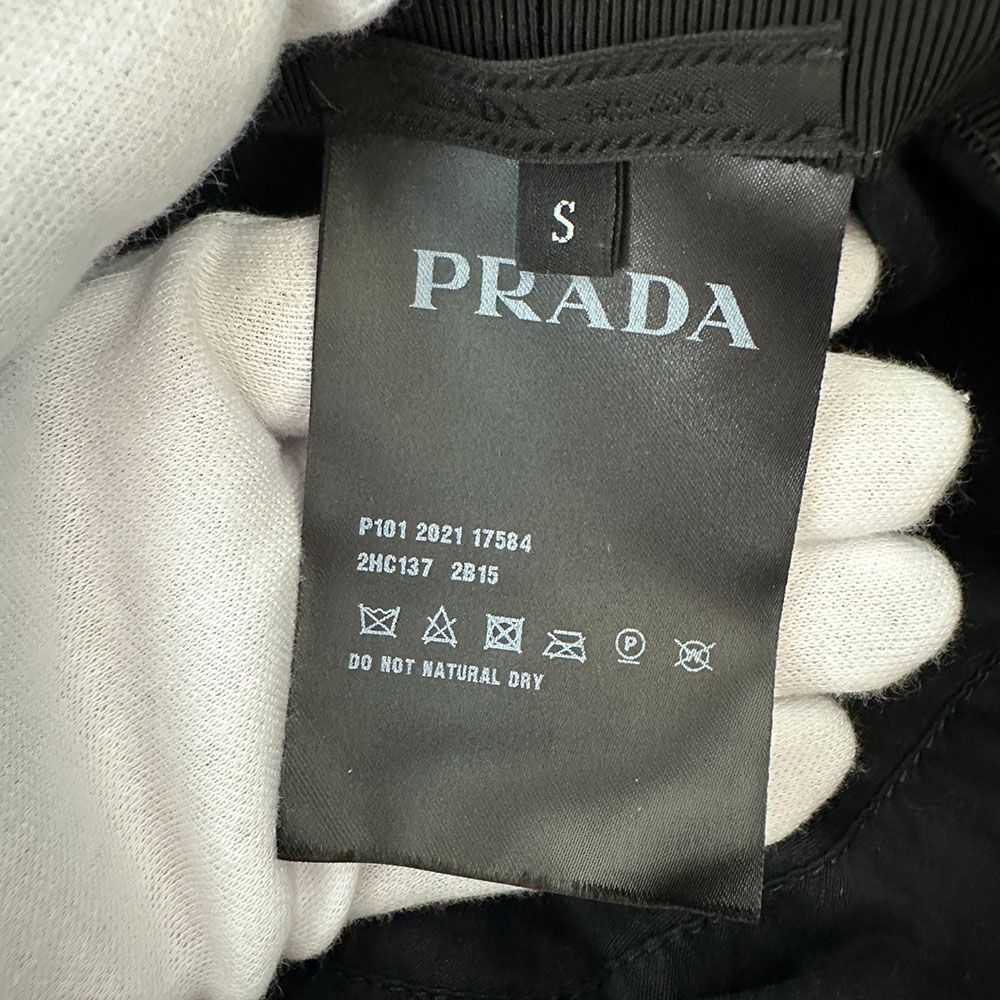 S
PRADA
P101 2021 17584
2HC137 2B15
P
W
DO NOT NATURAL DRY